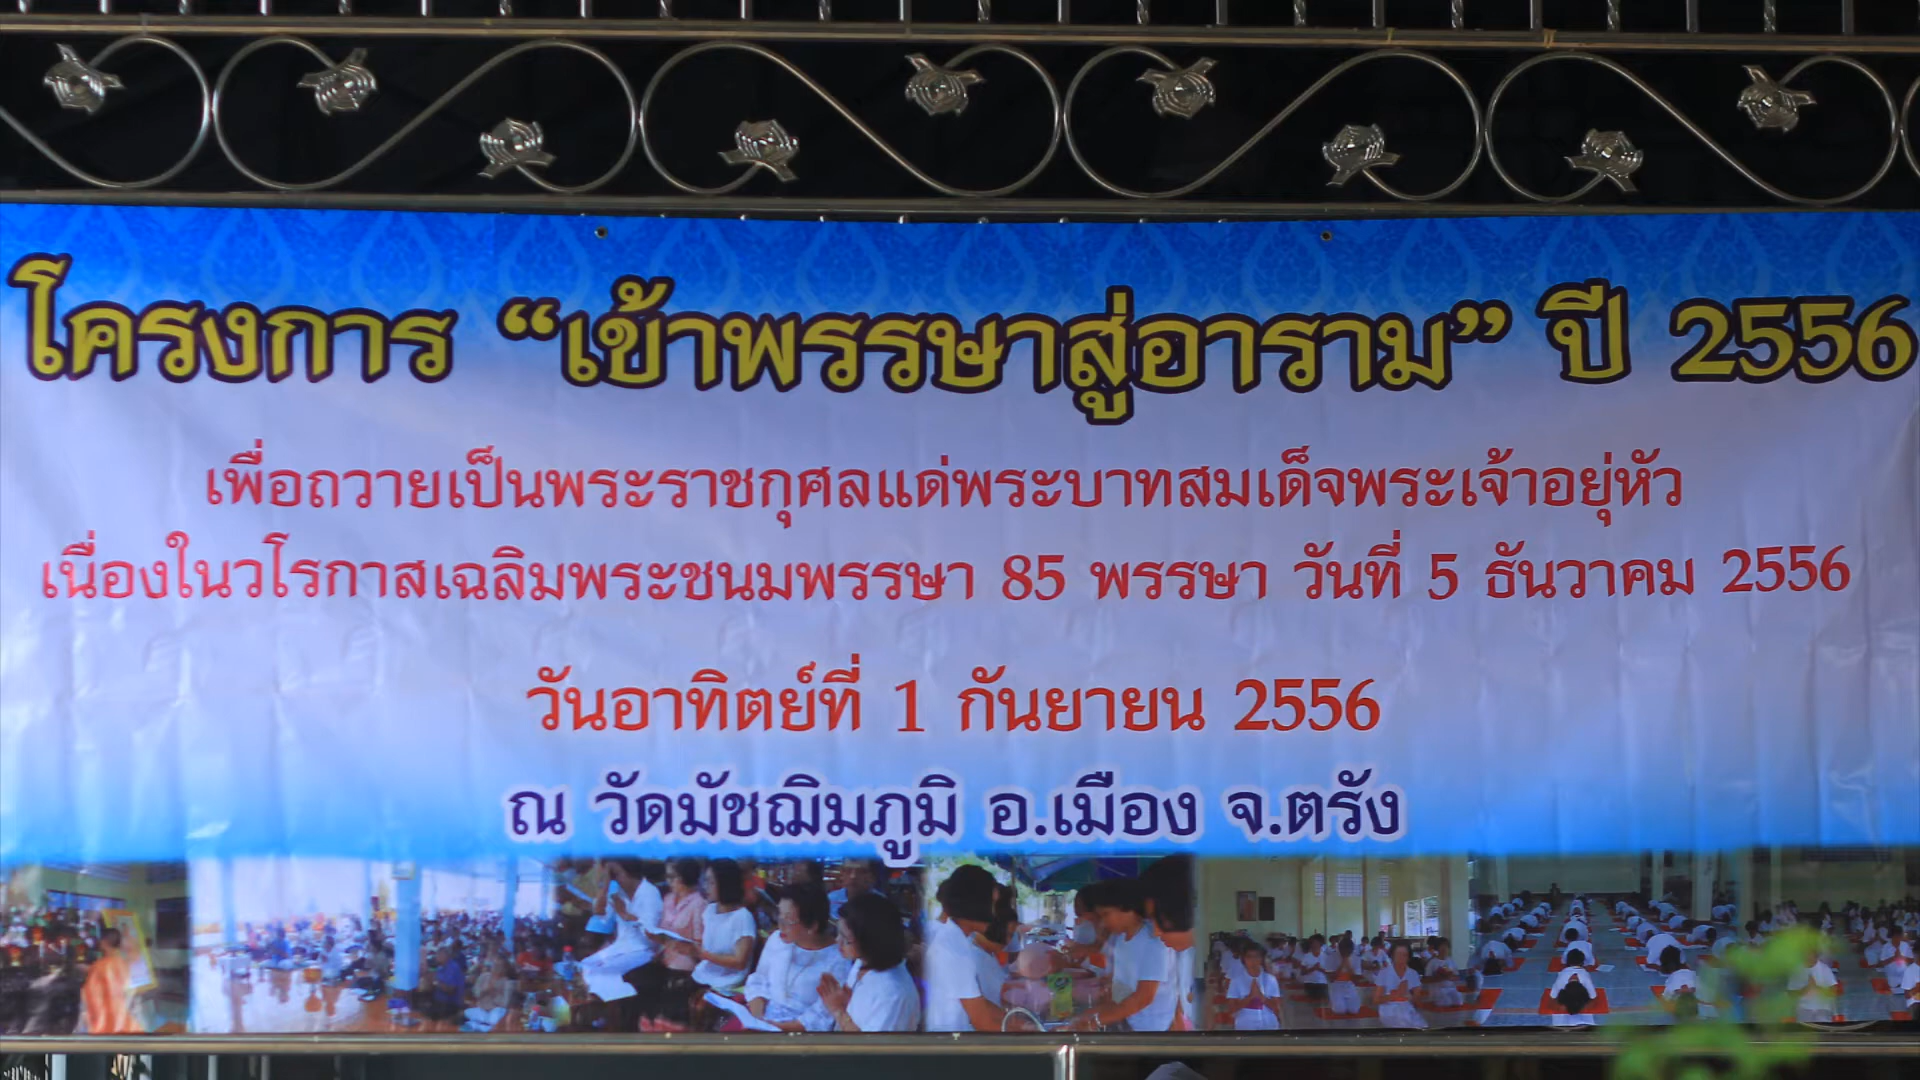 โครงการ “เข้าพรรษาสู่อาราม” ปี 2556
เพื่อถวายเป็นพระราชกุศลแด่พระบาทสมเด็จพระเจ้าอยุ่หัว
เนื่องในวโรกาสเฉลิมพระชนมพรรษา 85 พรรษา วันที่ 5 ธันวาคม 2556
วันอาทิตย์ที่ 1 กันยายน 2556
ณ วัดมัชฌิมภูมิ อ.เมือง จ.ตรัง